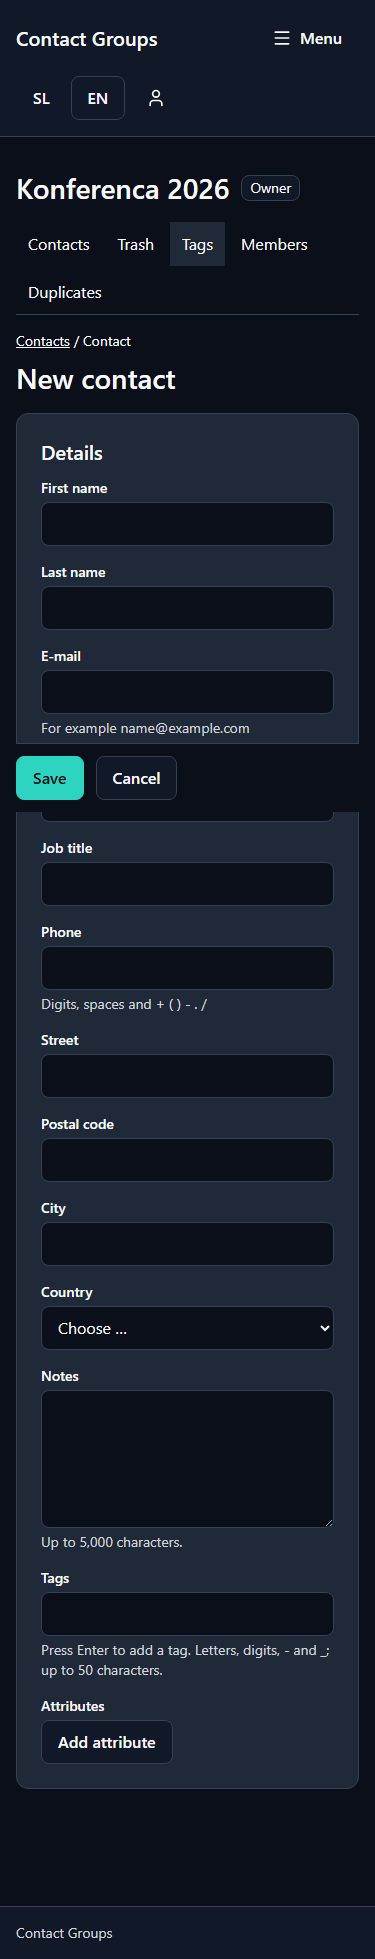 Contact Groups
Menu
SL
EN
Konferenca 2026
Owner
Contacts
Trash
Tags
Members
Duplicates
Contacts / Contact
New contact
Details
First name
Last name
E-mail
For example name@example.com
Save
Cancel
Job title
Phone
Digits, spaces and + ( ) - . /
Street
Postal code
City
Country
Choose ...
Notes
Up to 5,000 characters.
Tags
Press Enter to add a tag. Letters, digits, - and _;
up to 50 characters.
Attributes
Add attribute
Contact Groups